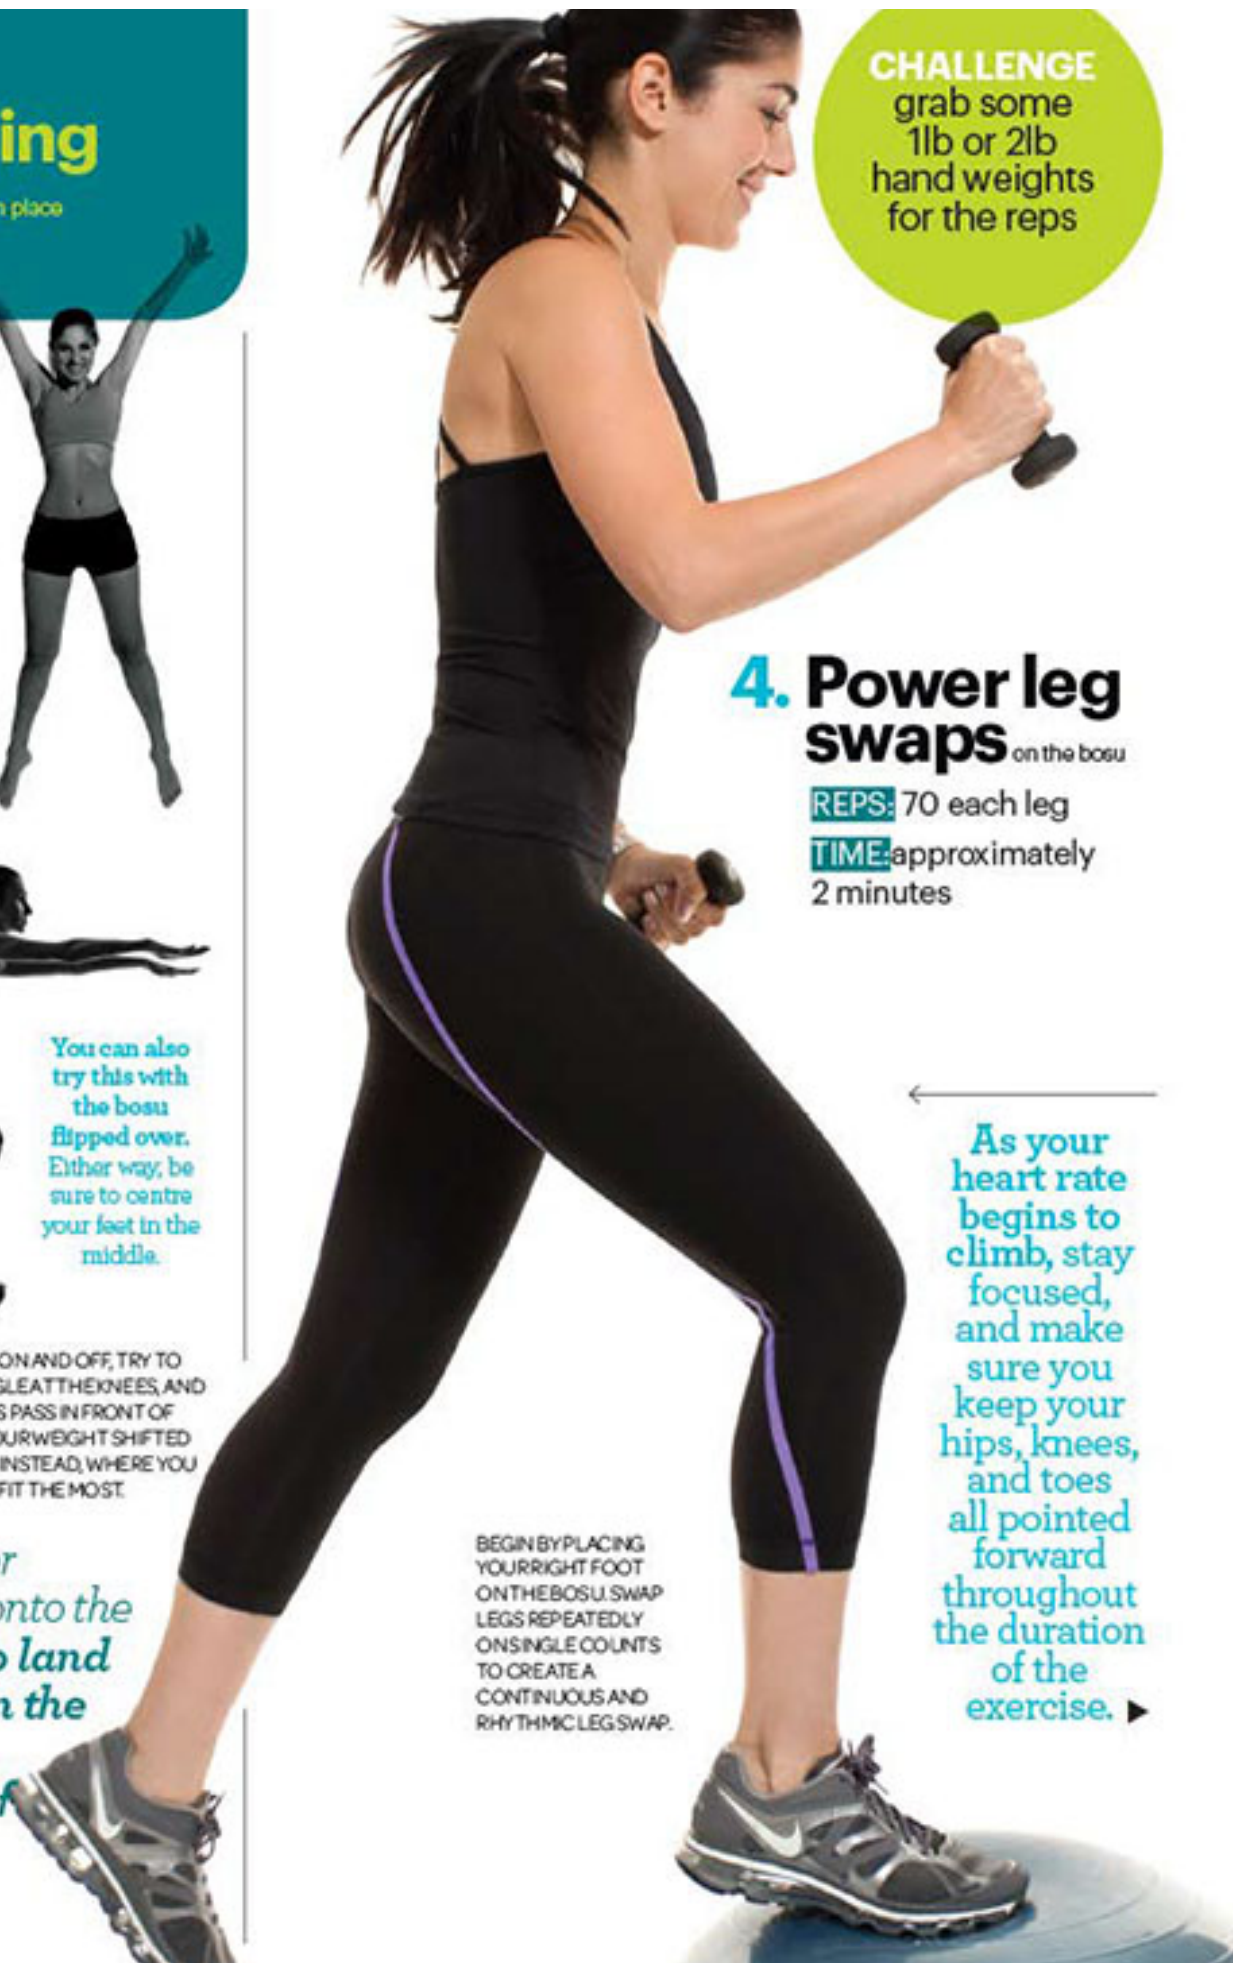 ing
place
You can also
try this with
the bosu
flipped over.
Either way, be
sure to centre
your feet in the
middle.
ON AND OFF, TRY TO
AT THE KNEES, AND
PASS IN FRONT OF
WEIGHT SHIFTED
INSTEAD, WHERE YOU
FIT THE MOST.
r
onto the
land
the
CHALLENGE
grab some
1lb or 2lb
hand weights
for the reps
4. Power leg
swaps on the bosu
REPS: 70 each leg
TIME: approximately
2 minutes
As your
heart rate
begins to
climb, stay
focused,
and make
sure you
keep your
hips, knees,
and toes
all pointed
forward
throughout
the duration
of the
exercise.
BEGIN BY PLACING
YOUR RIGHT FOOT
ON THE BOSU. SWAP
LEGS REPEATEDLY
ON SINGLE COUNTS
TO CREATE A
CONTINUOUS AND
RHYTHMIC LEG SWAP.